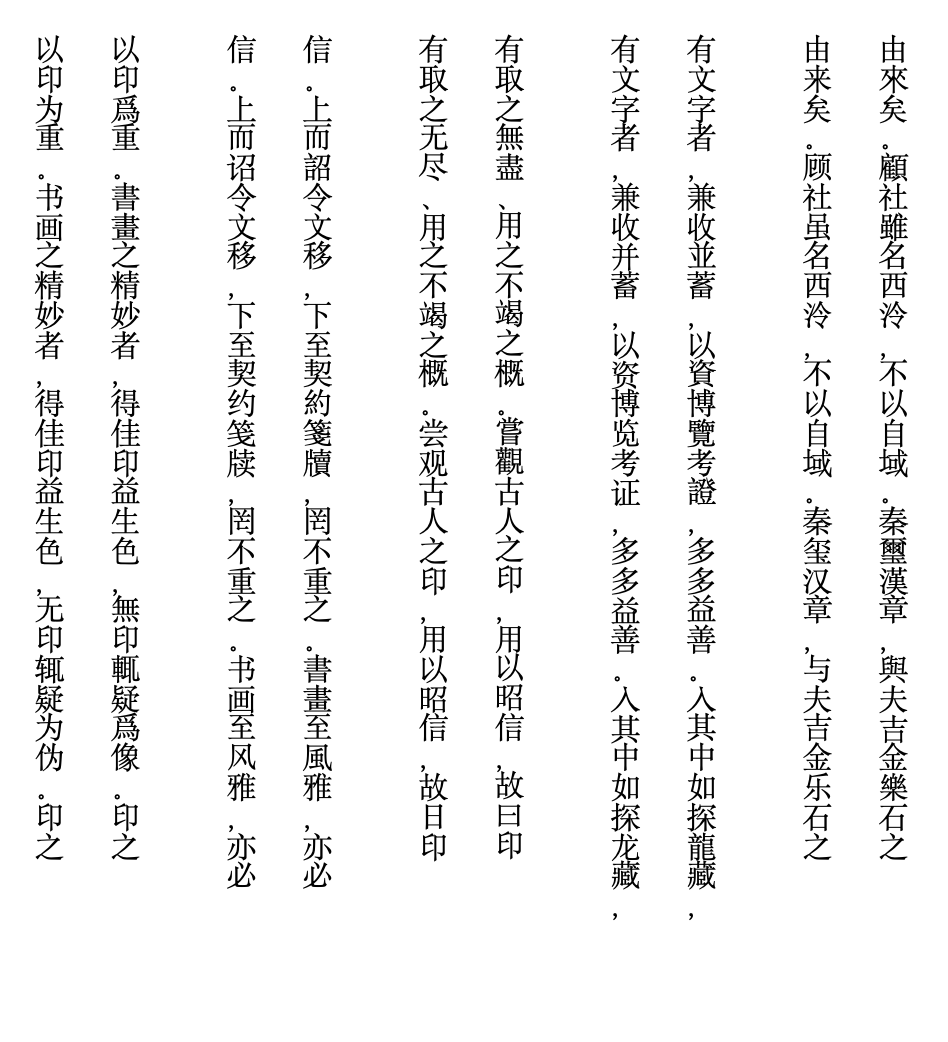 由來矣。顧社雖名西泠，不以自域。秦璽漢章，與夫吉金樂石之
由来矣。顾社虽名西泠，不以自域。秦玺汉章，与夫吉金乐石之
有文字者，兼收並蓄，以資博覽考證，多多益善。入其中如探龍藏，
有文字者，兼收并蓄，以资博览考证，多多益善。入其中如探龙藏，
有取之無盡、用之不竭之概。嘗觀古人之印，用以昭信，故曰印
有取之无尽、用之不竭之概。尝观古人之印，用以昭信，故日印
信。上而詔令文移，下至契約箋牘，罔不重之。書畫至風雅，亦必
信。上而诏令文移，下至契约笺牍，罔不重之。书画至风雅，亦必
以印爲重。書畫之精妙者，得佳印益生色，無印輒疑爲像。印之
以印为重。书画之精妙者，得佳印益生色，无印辄疑为伪。印之